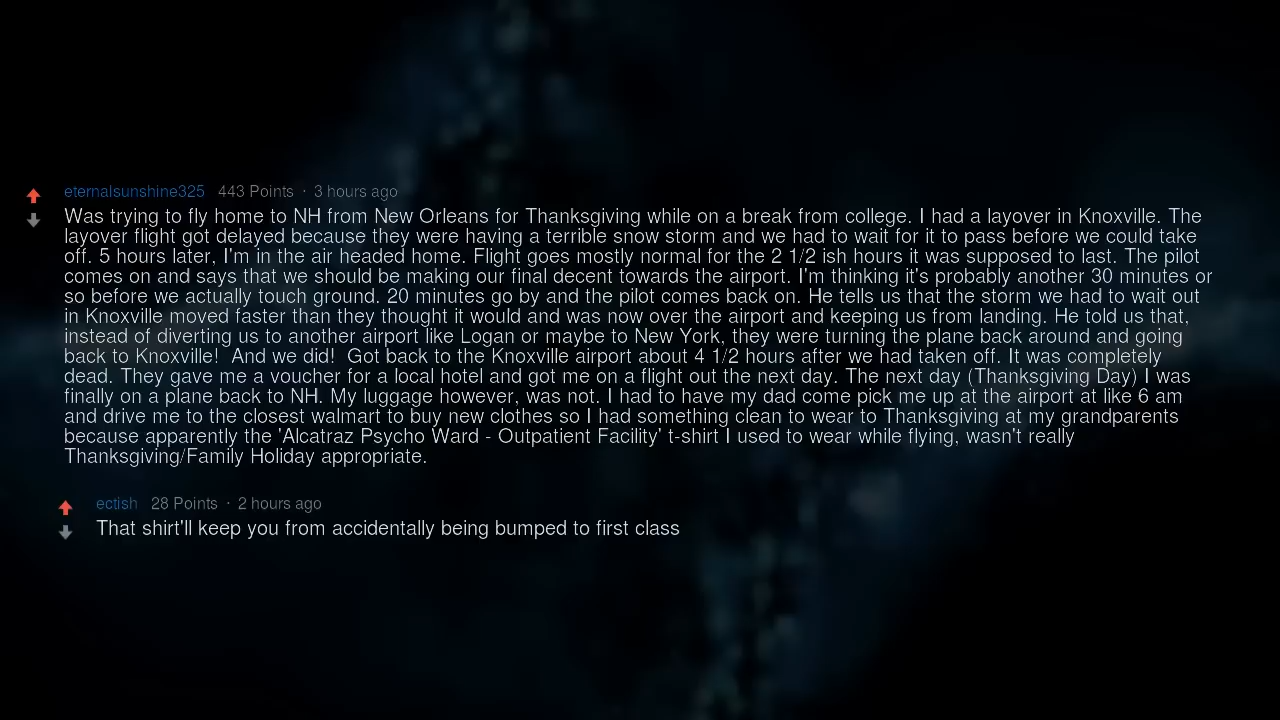 eternalsunshine325 443 Points · 3 hours ago
Was trying to fly home to NH from New Orleans for Thanksgiving while on a break from college. I had a layover in Knoxville. The
layover flight got delayed because they were having a terrible snow storm and we had to wait for it to pass before we could take
off. 5 hours later, I'm in the air headed home. Flight goes mostly normal for the 2 1/2 ish hours it was supposed to last. The pilot
comes on and says that we should be making our final decent towards the airport. I'm thinking it's probably another 30 minutes or
so before we actually touch ground. 20 minutes go by and the pilot comes back on. He tells us that the storm we had to wait out
in Knoxville moved faster than they thought it would and was now over the airport and keeping us from landing. He told us that,
instead of diverting us to another airport like Logan or maybe to New York, they were turning the plane back around and going
back to Knoxville!  And we did!  Got back to the Knoxville airport about 4 1/2 hours after we had taken off. It was completely
dead. They gave me a voucher for a local hotel and got me on a flight out the next day. The next day (Thanksgiving Day) I was
finally on a plane back to NH. My luggage however, was not. I had to have my dad come pick me up at the airport at like 6 am
and drive me to the closest walmart to buy new clothes so I had something clean to wear to Thanksgiving at my grandparents
because apparently the 'Alcatraz Psycho Ward - Outpatient Facility' t-shirt I used to wear while flying, wasn't really
Thanksgiving/Family Holiday appropriate.
ectish 28 Points · 2 hours ago
That shirt'll keep you from accidentally being bumped to first class